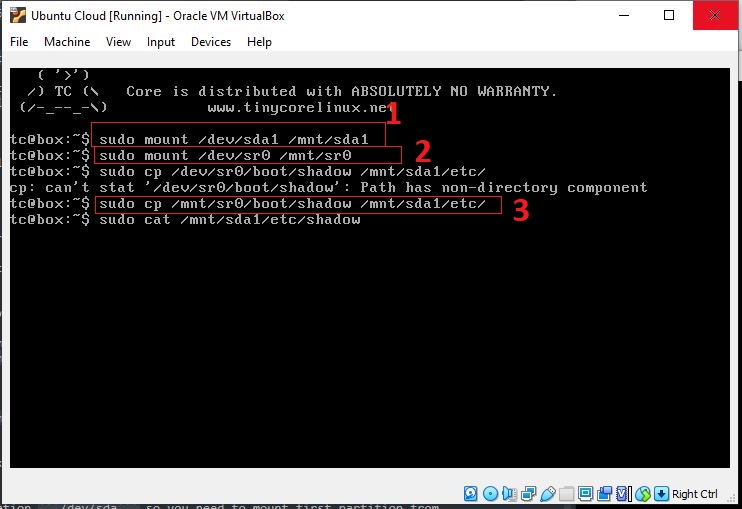 Ubuntu Cloud [Running] - Oracle VM VirtualBox
File Machine View Input Devices Help
( '>')
/) TC (\ Core is distributed with ABSOLUTELY NO WARRANTY.
(/-_--_-\) www.tinycorelinux.net
1
tc@box:~$ sudo mount /dev/sda1 /mnt/sda1
tc@box:~$ sudo mount /dev/sr0 /mnt/sr0
2
tc@box:~$ sudo cp /dev/sr0/boot/shadow /mnt/sda1/etc/
cp: can't stat '/dev/sr0/boot/shadow': Path has non-directory component
tc@box:~$ sudo cp /mnt/sr0/boot/shadow /mnt/sda1/etc/
3
tc@box:~$ sudo cat /mnt/sda1/etc/shadow
Right Ctrl
/dev/sda so you need to mount first partition from